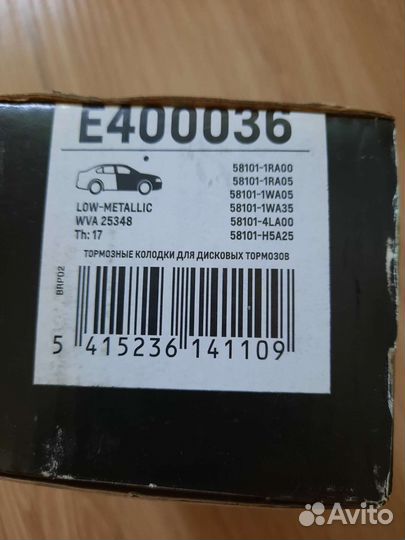 E400036
58101-1RA00
58101-1RA05
58101-1WA05
58101-1WA35
58101-4LA00
58101-H5A25
LOW-METALLIC
WVA 25348
Th: 17
ТОРМОЗНЫЕ КОЛОДКИ ДЛЯ ДИСКОВЫХ ТОРМОЗОВ
BRP02
5 415236 141109
Avito